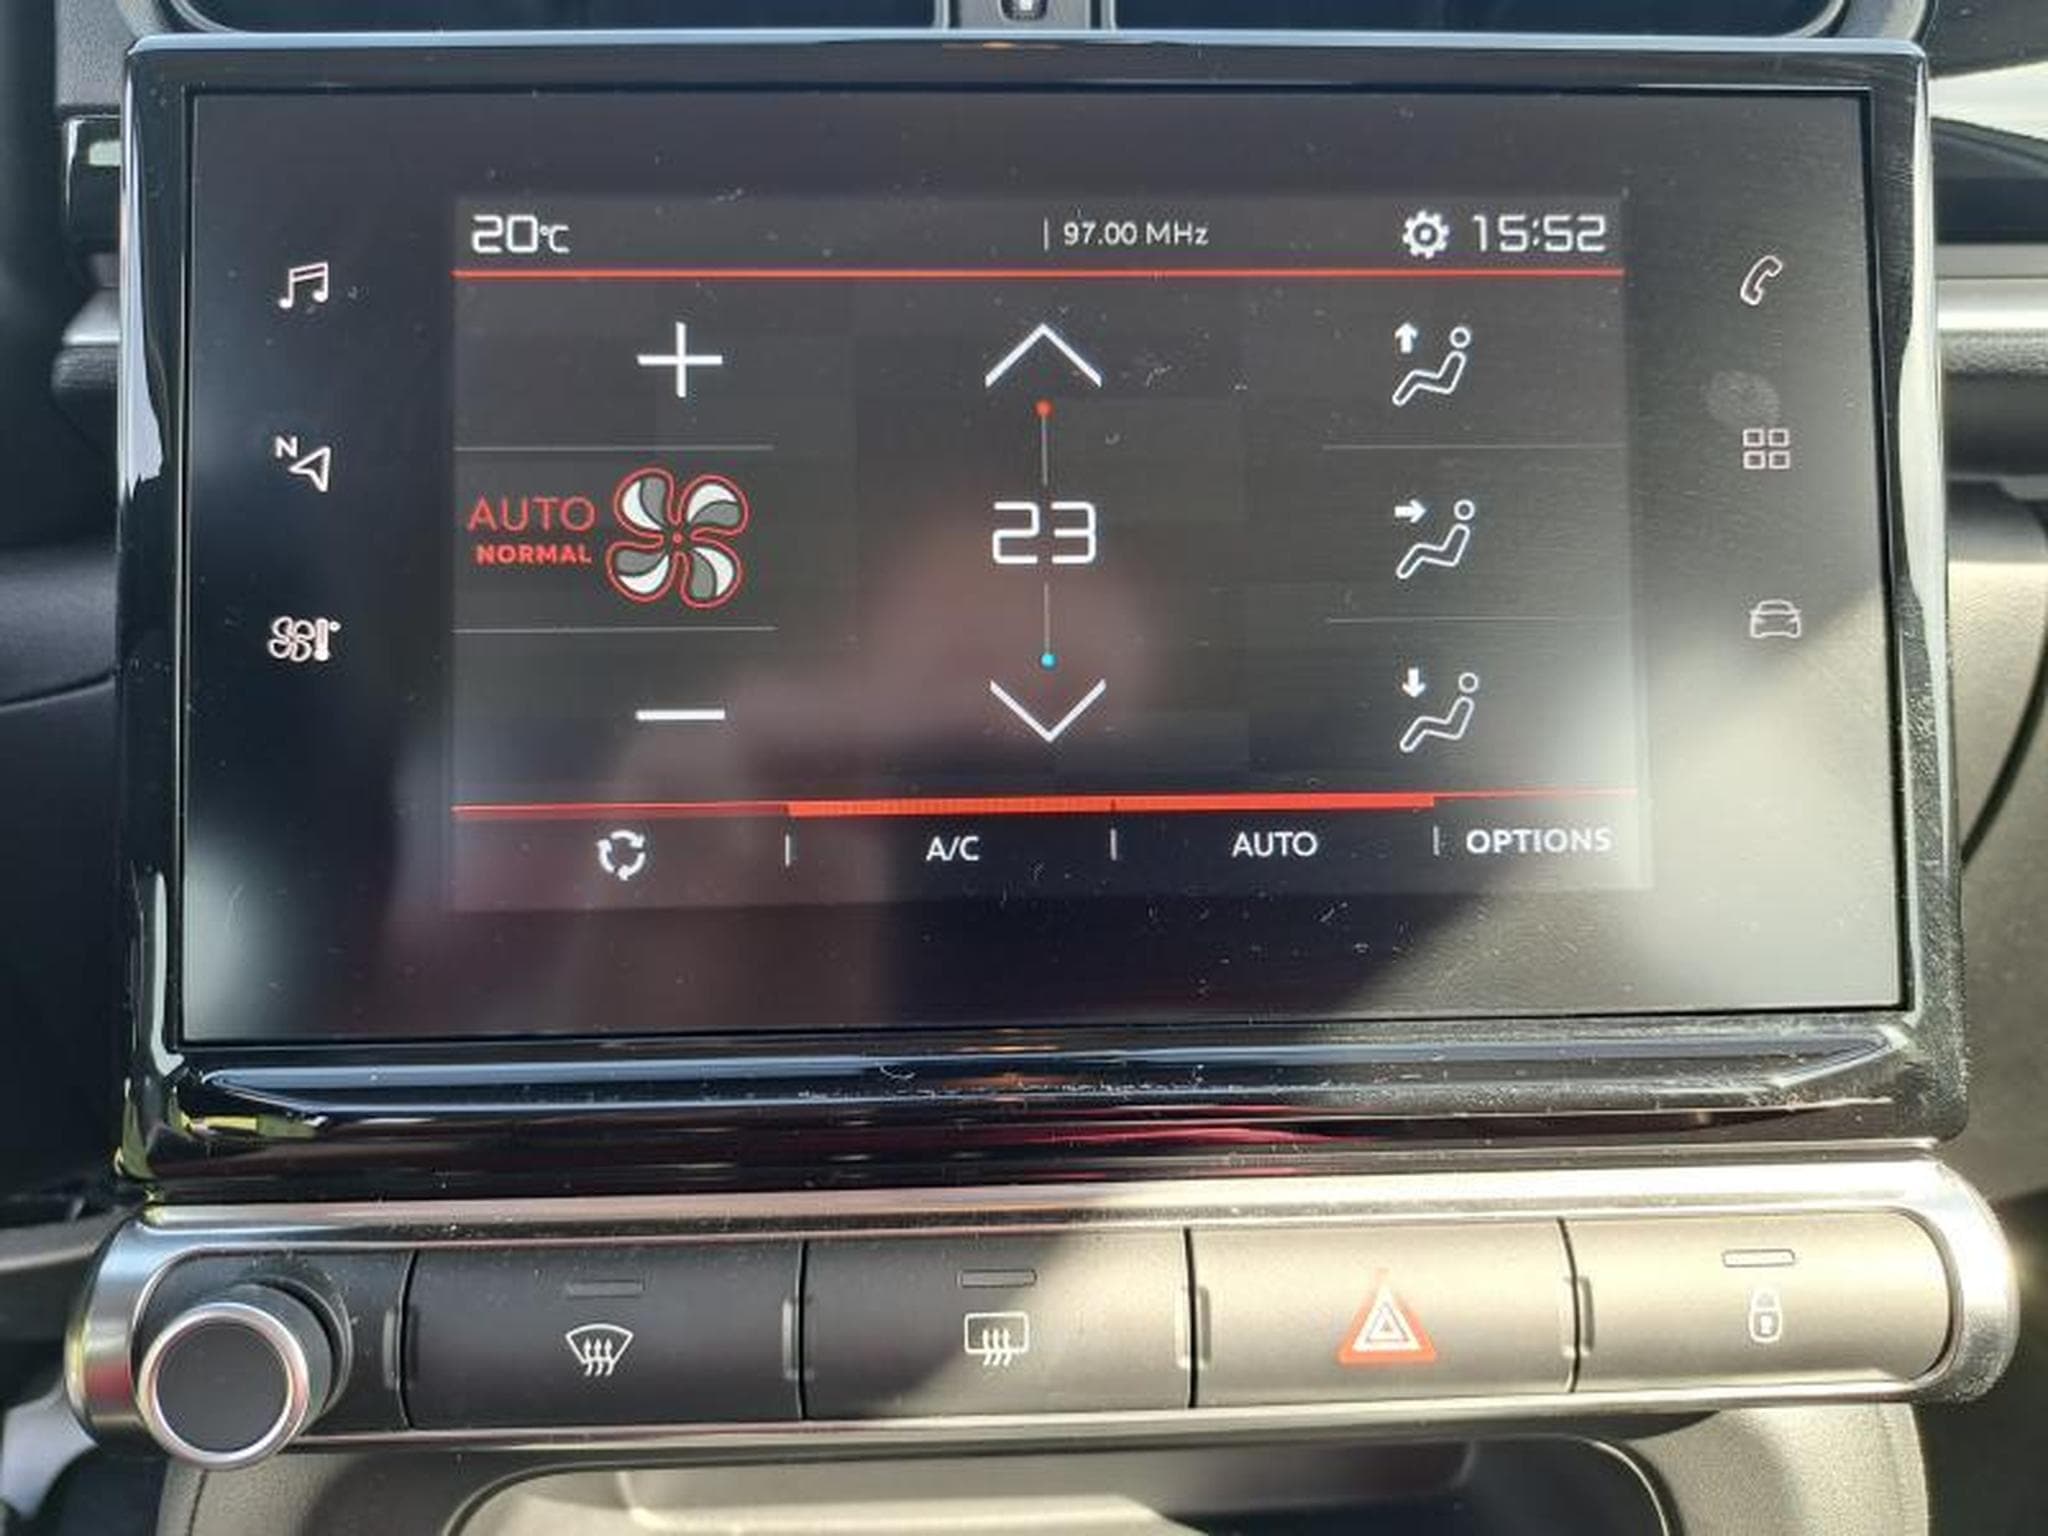 20°C | 97.00 MHz 15:52
N
AUTO
NORMAL
23
A/C | AUTO | OPTIONS